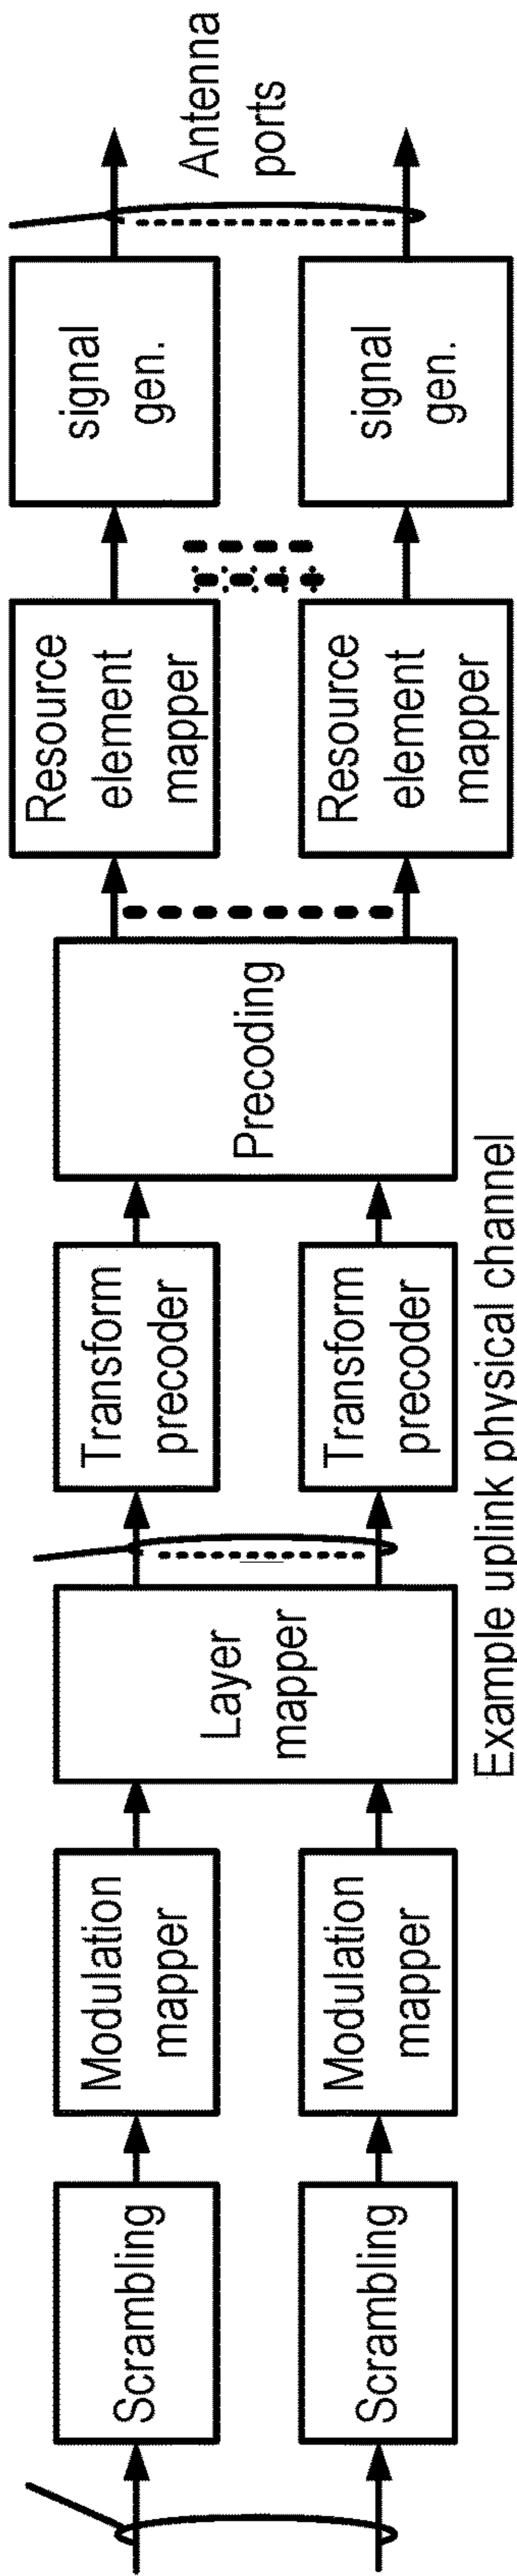 Scrambling
Scrambling
Modulation
mapper
Modulation
mapper
Layer
mapper
Transform
precoder
Transform
precoder
Precoding
Resource
element
mapper
Resource
element
mapper
signal
gen.
signal
gen.
Antenna
ports
Example uplink physical channel